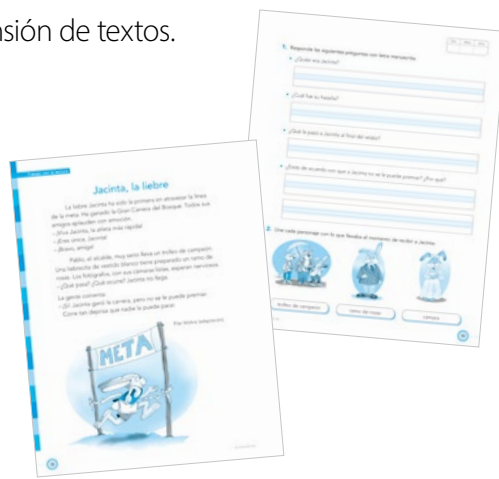 nsión de textos.
Jacinta, la liebre
La liebre Jacinta ha sido la primera en atravesar la línea
de la meta. Ha ganado la Gran Carrera del Bosque. Todos sus
amigos aplauden con emoción.
–¡Viva Jacinta, la atleta más rápida!
–¡Eres única, Jacinta!
–¡Bravo, amiga!
Pablo, el alcalde, muy serio lleva un trofeo de campeón.
Una liebrecita de vestido blanco tiene preparado un ramo de
rosas. Los fotógrafos, con sus cámaras listas, esperan nerviosos.
–¿Qué pasa? ¿Qué ocurre? Jacinta no llega.
La gente comenta:
–¡Sí! Jacinta ganó la carrera, pero no se le puede premiar.
Corre tan deprisa que nadie la puede parar.
META
1. Responde las siguientes preguntas con letra manuscrita.
• ¿Quién era Jacinta?
• ¿Cuál fue su hazaña?
• ¿Qué le pasó a Jacinta al final del relato?
• ¿Estás de acuerdo con que a Jacinta no se le puede premiar? ¿Por qué?
2. Une cada personaje con lo que llevaba al momento de recibir a Jacinta.
trofeo de campeón
ramo de rosas
cámara